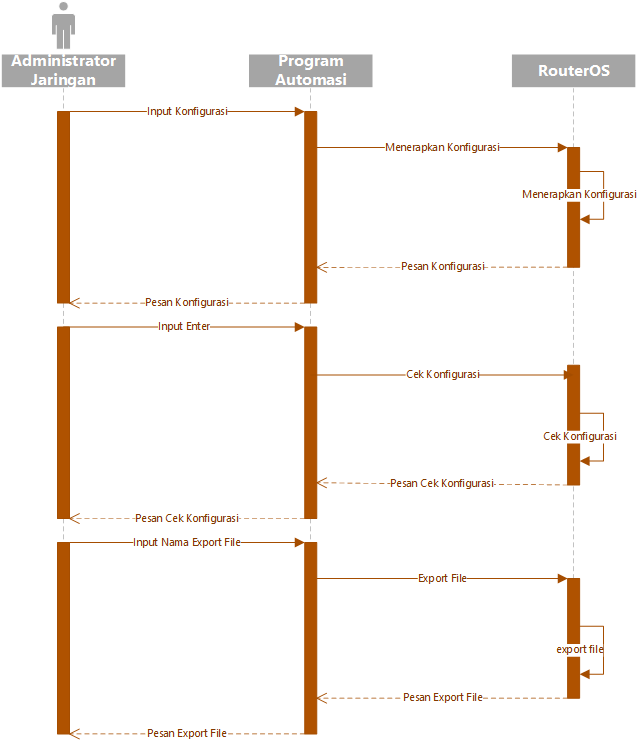 Administrator
Jaringan
Program
Automasi
RouterOS
Input Konfigurasi
Menerapkan Konfigurasi
Menerapkan Konfigurasi
Pesan Konfigurasi
Pesan Konfigurasi
Input Enter
Cek Konfigurasi
Cek Konfigurasi
Pesan Cek Konfigurasi
Pesan Cek Konfigurasi
Input Nama Export File
Export File
export file
Pesan Export File
Pesan Export File